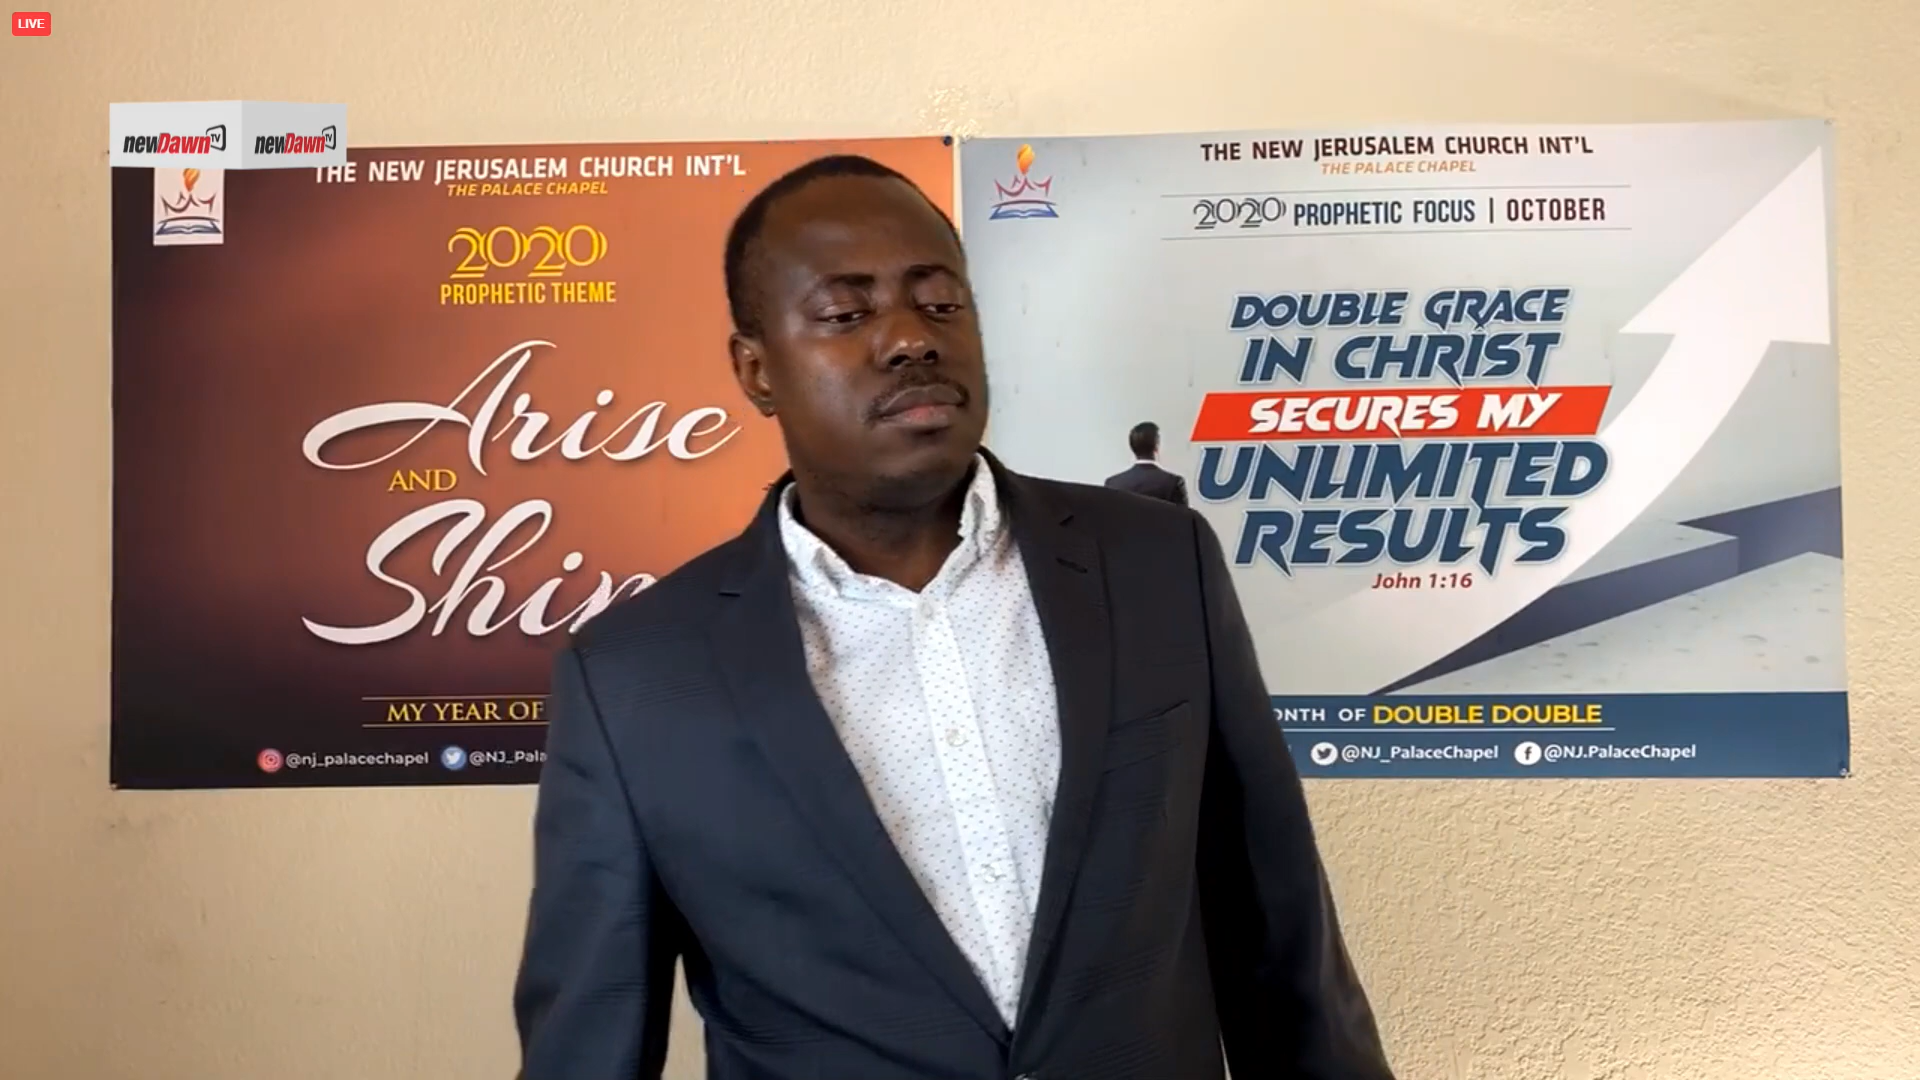 LIVE
newDawn TV
newDawn TV
THE NEW JERUSALEM CHURCH INT'L
THE PALACE CHAPEL
2020
PROPHETIC THEME
Arise
AND
MY YEAR OF
@nj_palacechapel
THE NEW JERUSALEM CHURCH INT'L
THE PALACE CHAPEL
2020 PROPHETIC FOCUS | OCTOBER
DOUBLE GRACE
IN CHRIST
SECURES MY
UNLIMITED
RESULTS
John 1:16
OF DOUBLE DOUBLE
@NJ_PalaceChapel @NJ.PalaceChapel